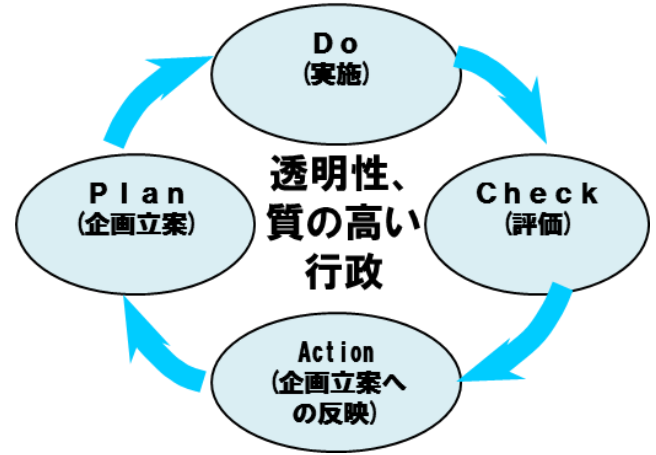 Do
(実施)
Plan
(企画立案)
透明性、
質の高い
行政
Check
(評価)
Action
(企画立案へ
の反映)